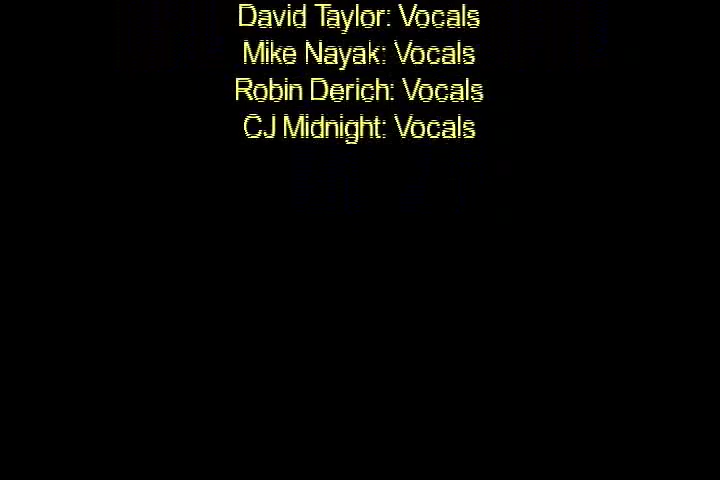 David Taylor: Vocals
Mike Nayak: Vocals
Robin Derich: Vocals
CJ Midnight: Vocals